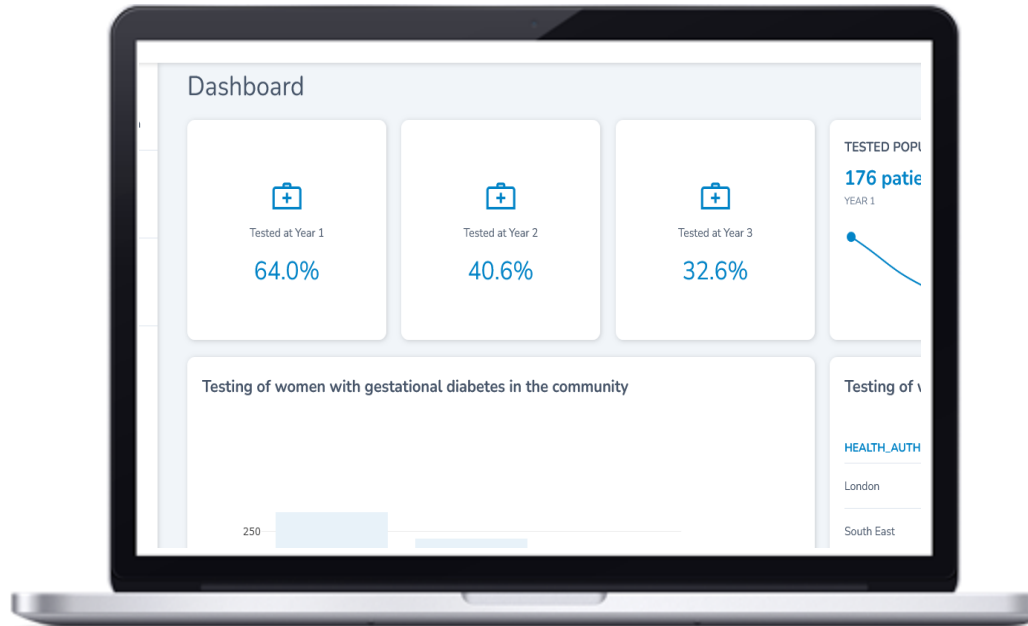 Dashboard
Tested at Year 1
64.0%
Tested at Year 2
40.6%
Tested at Year 3
32.6%
TESTED POPU
176 patie
YEAR 1
Testing of women with gestational diabetes in the community
250
Testing of
HEALTH_AUTH
London
South East